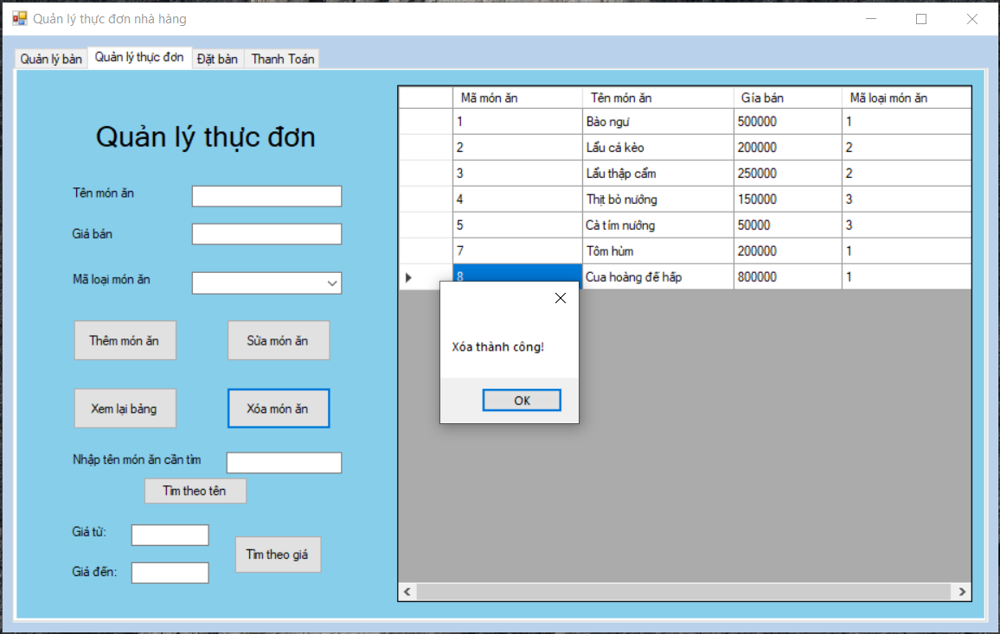 Quản lý thực đơn nhà hàng
Quản lý bàn Quản lý thực đơn Đặt bàn Thanh Toán
Quản lý thực đơn
Tên món ăn
Giá bán
Mã loại món ăn
Thêm món ăn Sửa món ăn
Xem lại bảng Xóa món ăn
Nhập tên món ăn cần tìm
Tìm theo tên
Giá từ:
Tìm theo giá
Giá đến:
Mã món ăn Tên món ăn Gía bán Mã loại món ăn
1 Bào ngư 500000 1
2 Lẩu cá kèo 200000 2
3 Lẩu thập cẩm 250000 2
4 Thịt bò nướng 150000 3
5 Cà tím nướng 50000 3
7 Tôm hùm 200000 1
8 Cua hoàng đế hấp 800000 1
Xóa thành công!
OK